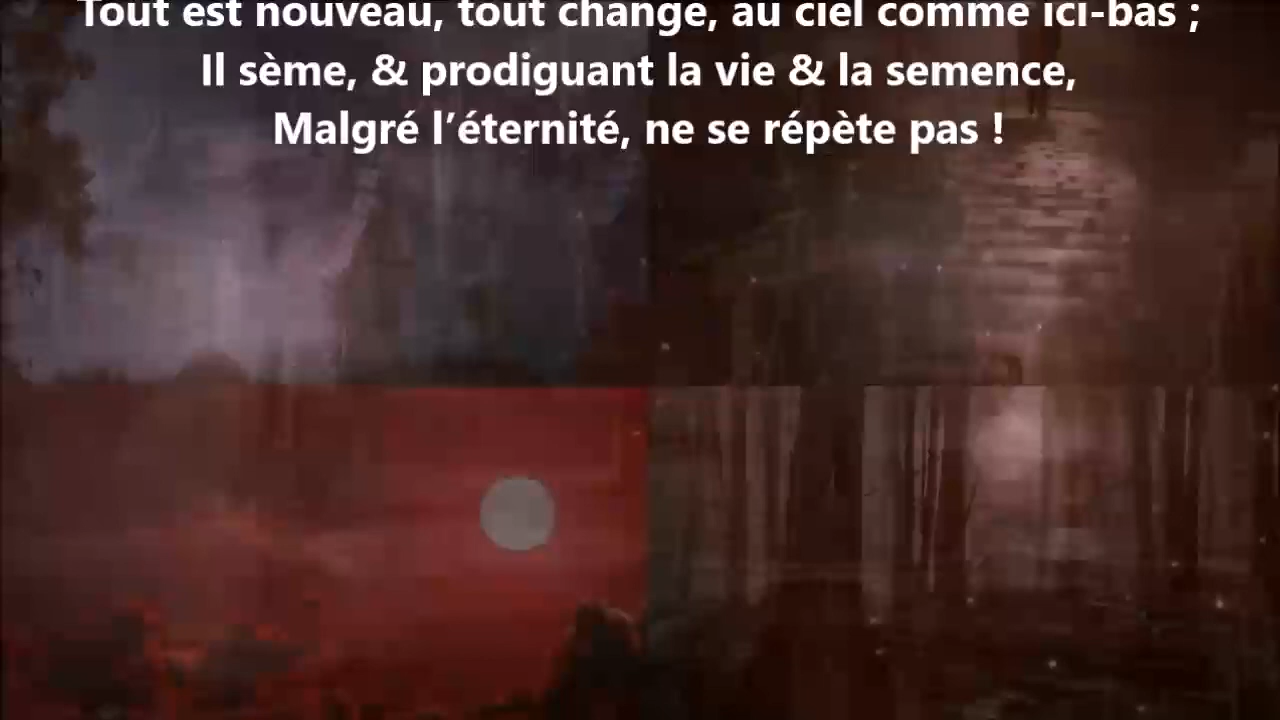 Tout est nouveau, tout change, au ciel comme ici-bas ;
Il sème, & prodiguant la vie & la semence,
Malgré l’éternité, ne se répète pas !